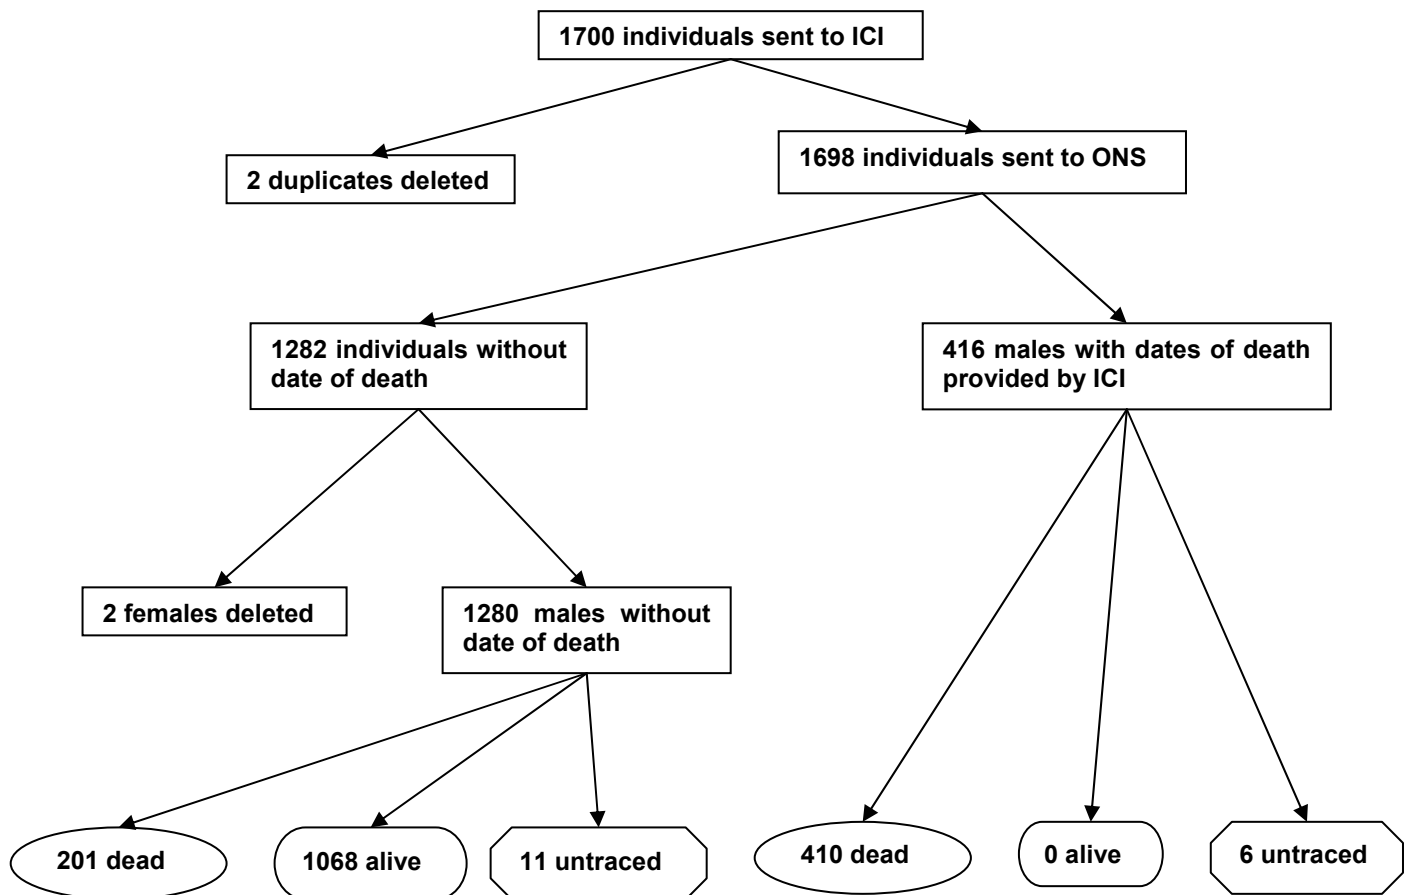 1700 individuals sent to ICI
2 duplicates deleted
1698 individuals sent to ONS
1282 individuals without
date of death
416 males with dates of death
provided by ICI
2 females deleted
1280 males without
date of death
201 dead
1068 alive
11 untraced
410 dead
0 alive
6 untraced